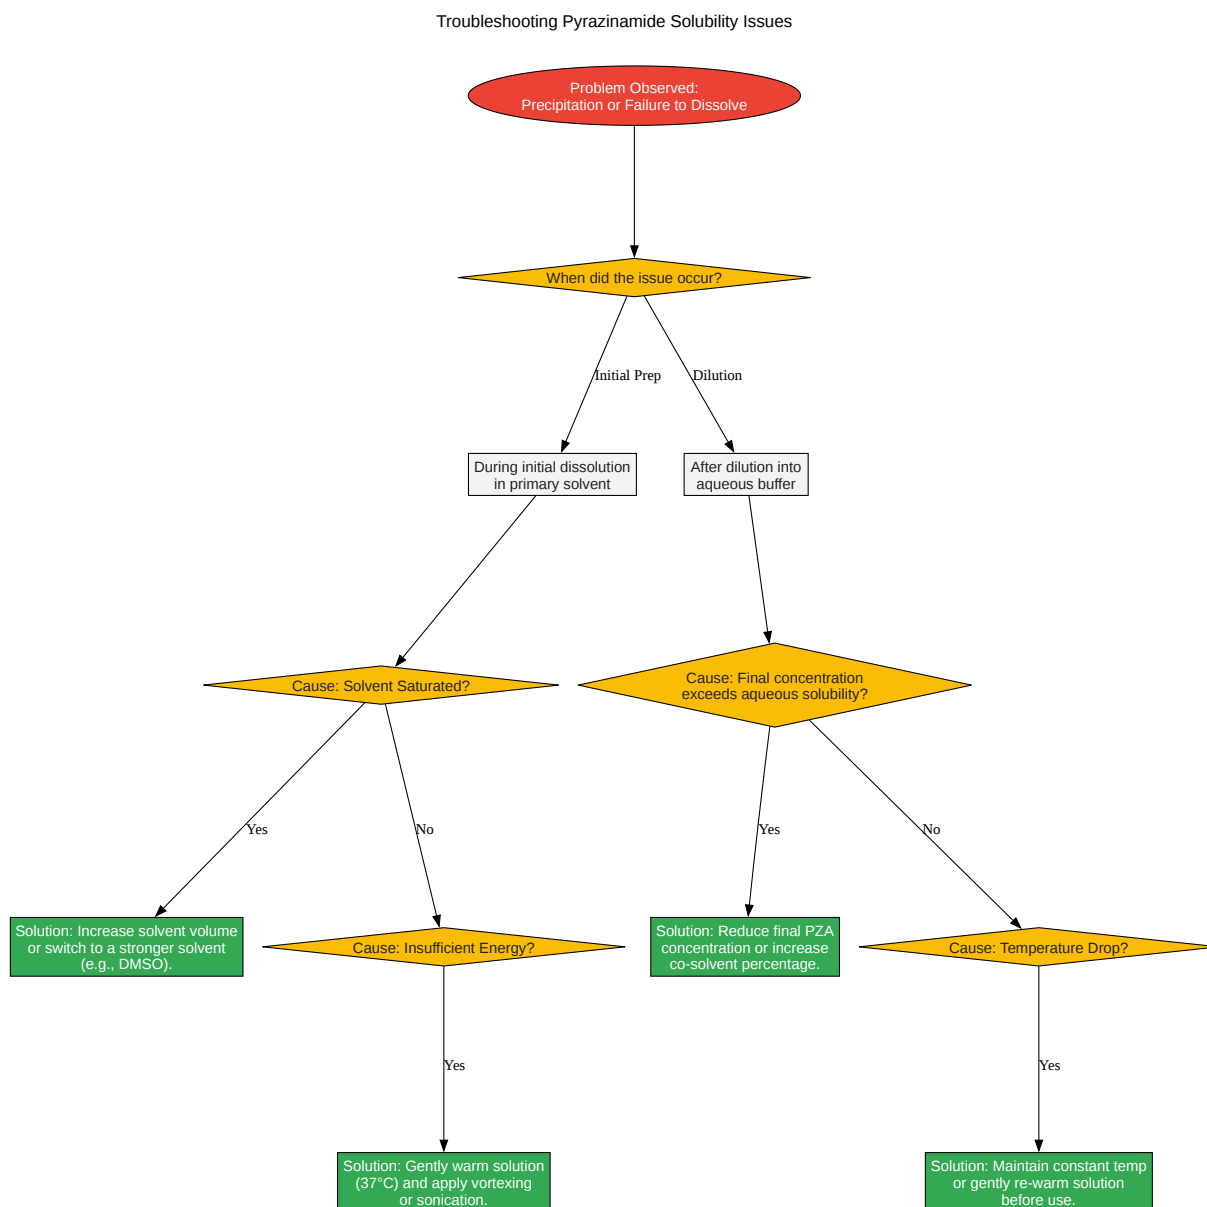 Troubleshooting Pyrazinamide Solubility Issues
Problem Observed:
Precipitation or Failure to Dissolve
When did the issue occur?
Initial Prep
Dilution
During initial dissolution
in primary solvent
After dilution into
aqueous buffer
Cause: Solvent Saturated?
Cause: Final concentration
exceeds aqueous solubility?
Yes
No
Yes
No
Solution: Increase solvent volume
or switch to a stronger solvent
(e.g., DMSO).
Cause: Insufficient Energy?
Solution: Reduce final PZA
concentration or increase
co-solvent percentage.
Cause: Temperature Drop?
Yes
Yes
Solution: Gently warm solution
(37°C) and apply vortexing
or sonication.
Solution: Maintain constant temp
or gently re-warm solution
before use.